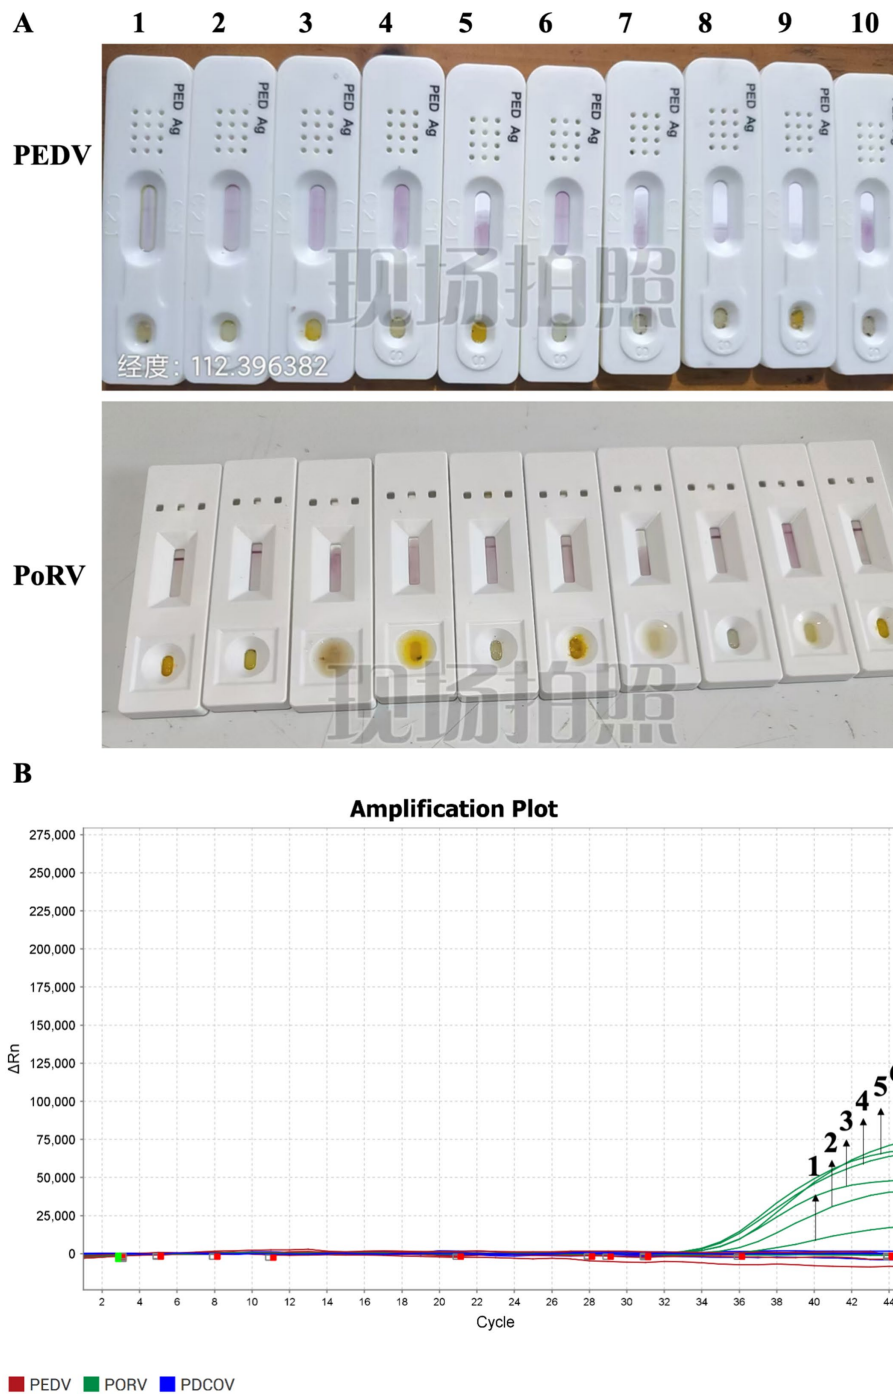 A 1 2 3 4 5 6 7 8 9 10
PEDV
PED Ag PED Ag PED Ag PED Ag PED Ag PED Ag PED Ag PED Ag PED Ag
现场拍照
经度: 112.396382
PoRV
现场拍照
B
Amplification Plot
275,000
250,000
225,000
200,000
175,000
150,000
125,000
100,000
75,000
50,000
25,000
0
ΔRn
1 2 3 4 5
2 4 6 8 10 12 14 16 18 20 22 24 26 28 30 32 34 36 38 40 42 44
Cycle
PEDV PORV PDCOV